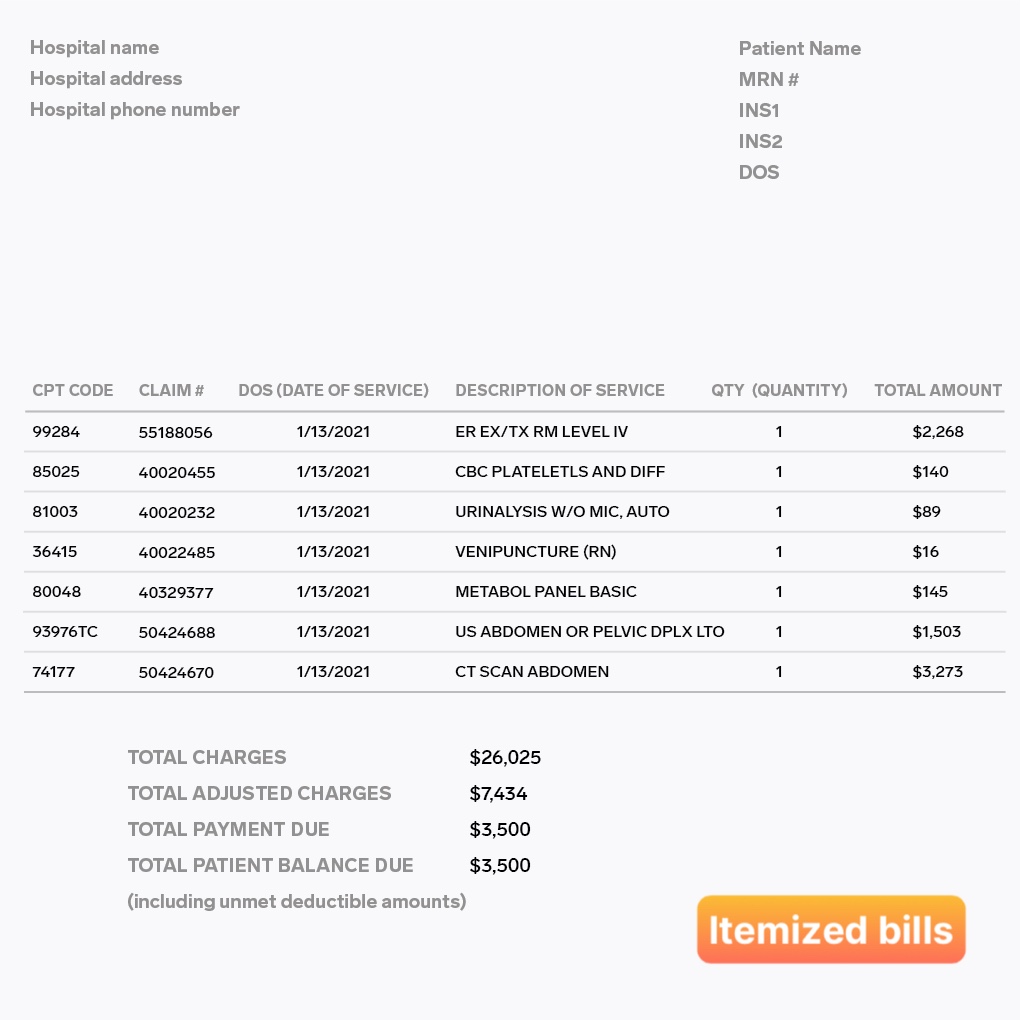 Hospital name
Hospital address
Hospital phone number
Patient Name
MRN #
INS1
INS2
DOS
CPT CODE CLAIM # DOS (DATE OF SERVICE) DESCRIPTION OF SERVICE QTY (QUANTITY) TOTAL AMOUNT
99284 55188056 1/13/2021 ER EX/TX RM LEVEL IV 1 $2,268
85025 40020455 1/13/2021 CBC PLATELETLS AND DIFF 1 $140
81003 40020232 1/13/2021 URINALYSIS W/O MIC, AUTO 1 $89
36415 40022485 1/13/2021 VENIPUNCTURE (RN) 1 $16
80048 40329377 1/13/2021 METABOL PANEL BASIC 1 $145
93976TC 50424688 1/13/2021 US ABDOMEN OR PELVIC DPLX LTO 1 $1,503
74177 50424670 1/13/2021 CT SCAN ABDOMEN 1 $3,273
TOTAL CHARGES $26,025
TOTAL ADJUSTED CHARGES $7,434
TOTAL PAYMENT DUE $3,500
TOTAL PATIENT BALANCE DUE $3,500
(including unmet deductible amounts)
Itemized bills